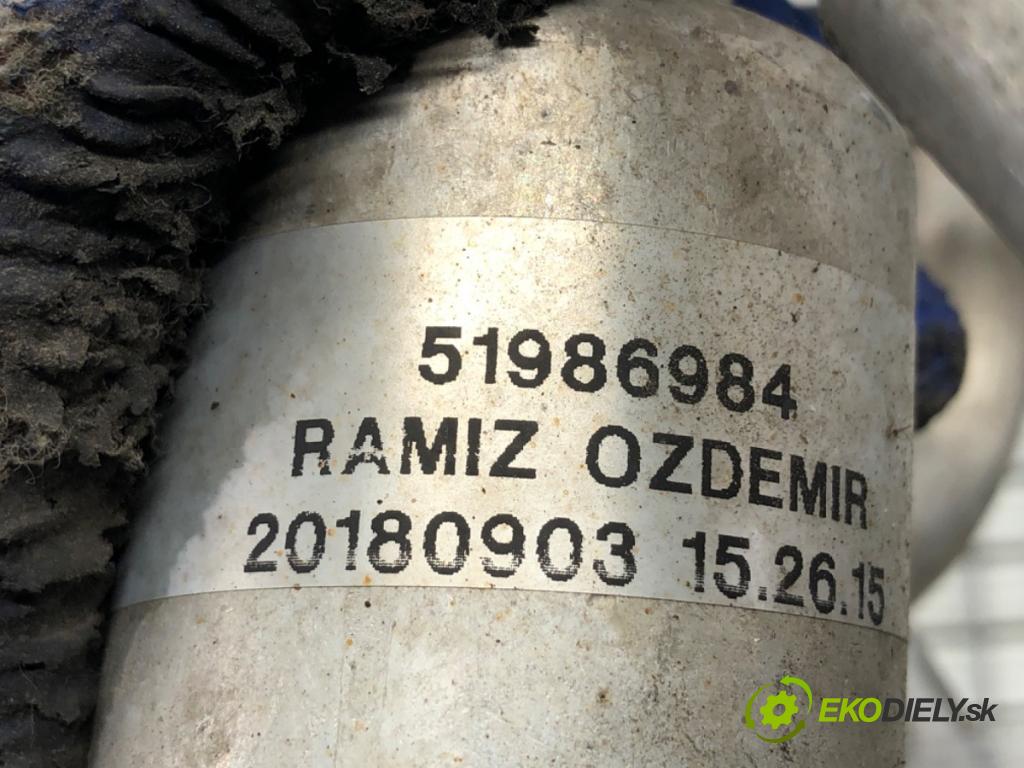 51986984
RAMIZ OZDEMIR
20180903 15.26.15
EKODIELY.sk